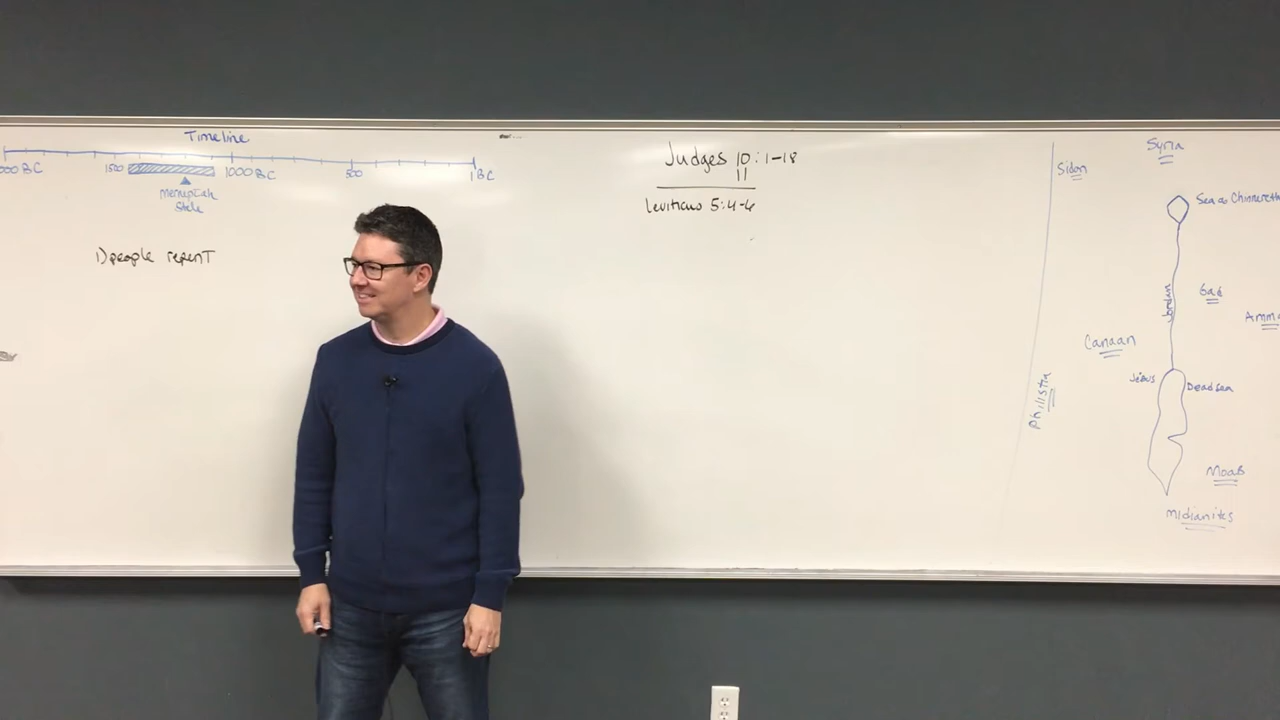 Timeline
000 BC 1500 1000 BC 500 1 BC
merneptah
Stele
1) people repent
Judges 10:1-18
11
Leviticus 5:4-6
Syria
Sidon
Sea of Chinnereth
Jordan
Gad
Ammo
Canaan
Jebus
Dead sea
Philistia
Moab
Midianites